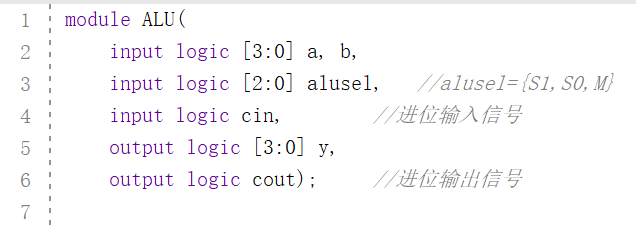 1 module ALU(
2 input logic [3:0] a, b,
3 input logic [2:0] alusel, //alusel={S1,S0,M}
4 input logic cin, //进位输入信号
5 output logic [3:0] y,
6 output logic cout); //进位输出信号
7